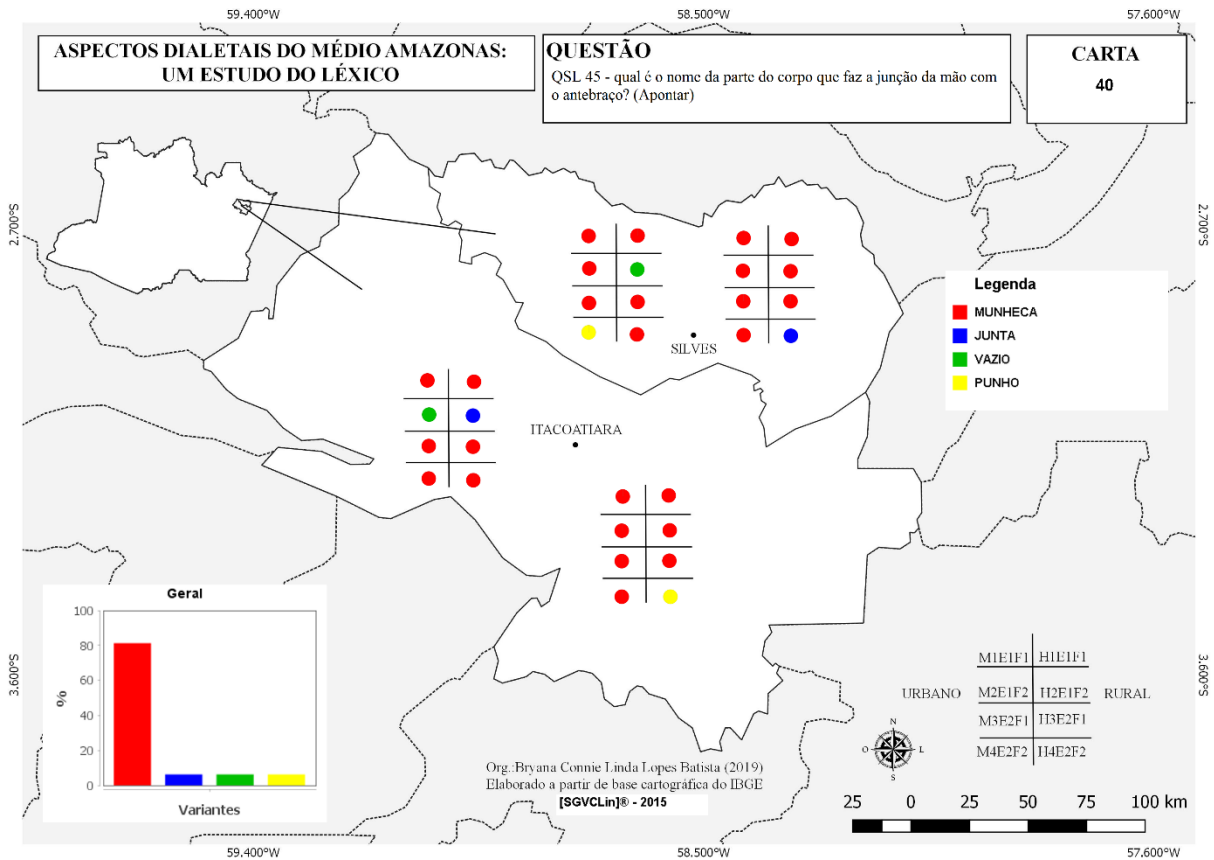 59.400°W
58.500°W
57.600°W
ASPECTOS DIALETAIS DO MÉDIO AMAZONAS:
UM ESTUDO DO LÉXICO
QUESTÃO
QSL 45 - qual é o nome da parte do corpo que faz a junção da mão com
o antebraço? (Apontar)
CARTA
40
2.700°S
2.700°S
Legenda
MUNHECA
JUNTA
VAZIO
PUNHO
SILVES
ITACOATIARA
Geral
100
80
60
40
20
0
%
Variantes
3.600°S
3.600°S
M1E1F1 H1E1F1
URBANO M2E1F2 H2E1F2 RURAL
M3E2F1 H3E2F1
M4E2F2 H4E2F2
N
O L
S
Org.:Bryana Connie Linda Lopes Batista (2019)
Elaborado a partir de base cartográfica do IBGE
[SGVCLin]® - 2015
25 0 25 50 75 100 km
59.400°W
58.500°W
57.600°W